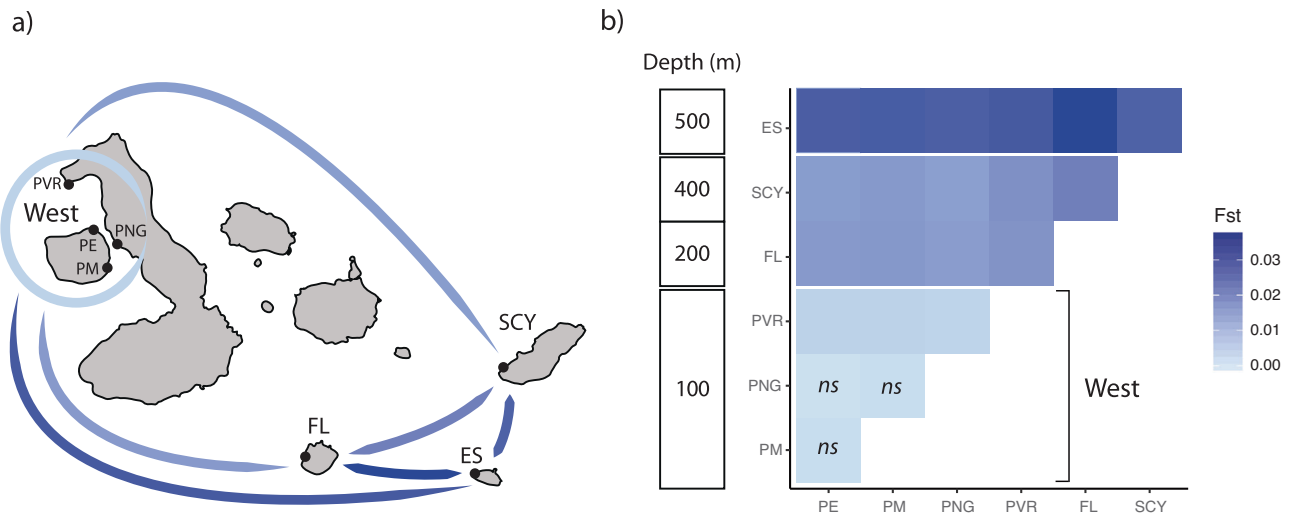 a)
PVR
West
PE
PNG
PM
SCY
FL
ES
b)
Depth (m)
500
400
200
100
ES
SCY
FL
PVR
PNG
PM
ns
ns
ns
West
PE
PM
PNG
PVR
FL
SCY
Fst
0.03
0.02
0.01
0.00